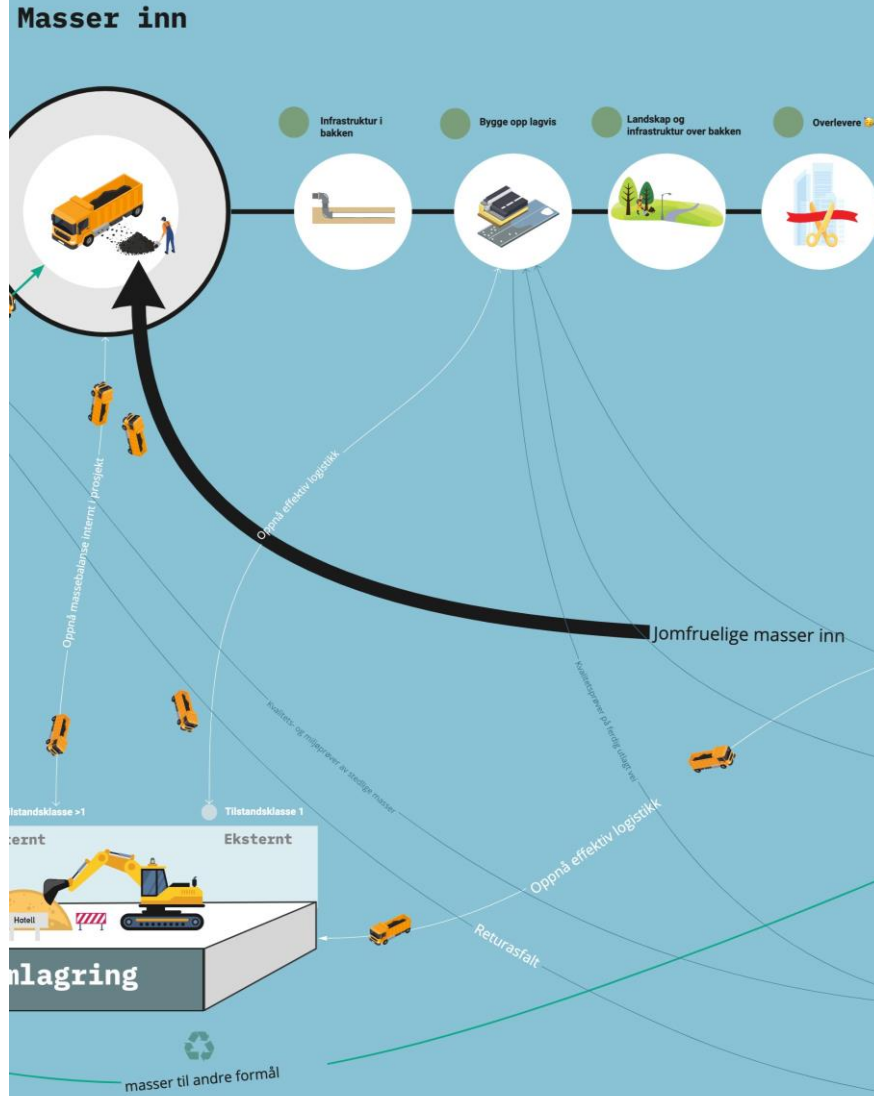 Masser inn
Infrastruktur i
bakken
Bygge opp lagvis
Landskap og
infrastruktur over bakken
Overlevere
Oppnå massebalanse internt i prosjekt
Oppnå effektiv logistikk
Jomfruelige masser inn
Kvalitets- og miljøprøver av stedlige masser
Kvalitetsprøver på ferdig utlagt vei
ilstandsklasse >1
Tilstandsklasse 1
ternt
Eksternt
Hotell
mlagring
Oppnå effektiv logistikk
Returasfalt
masser til andre formål